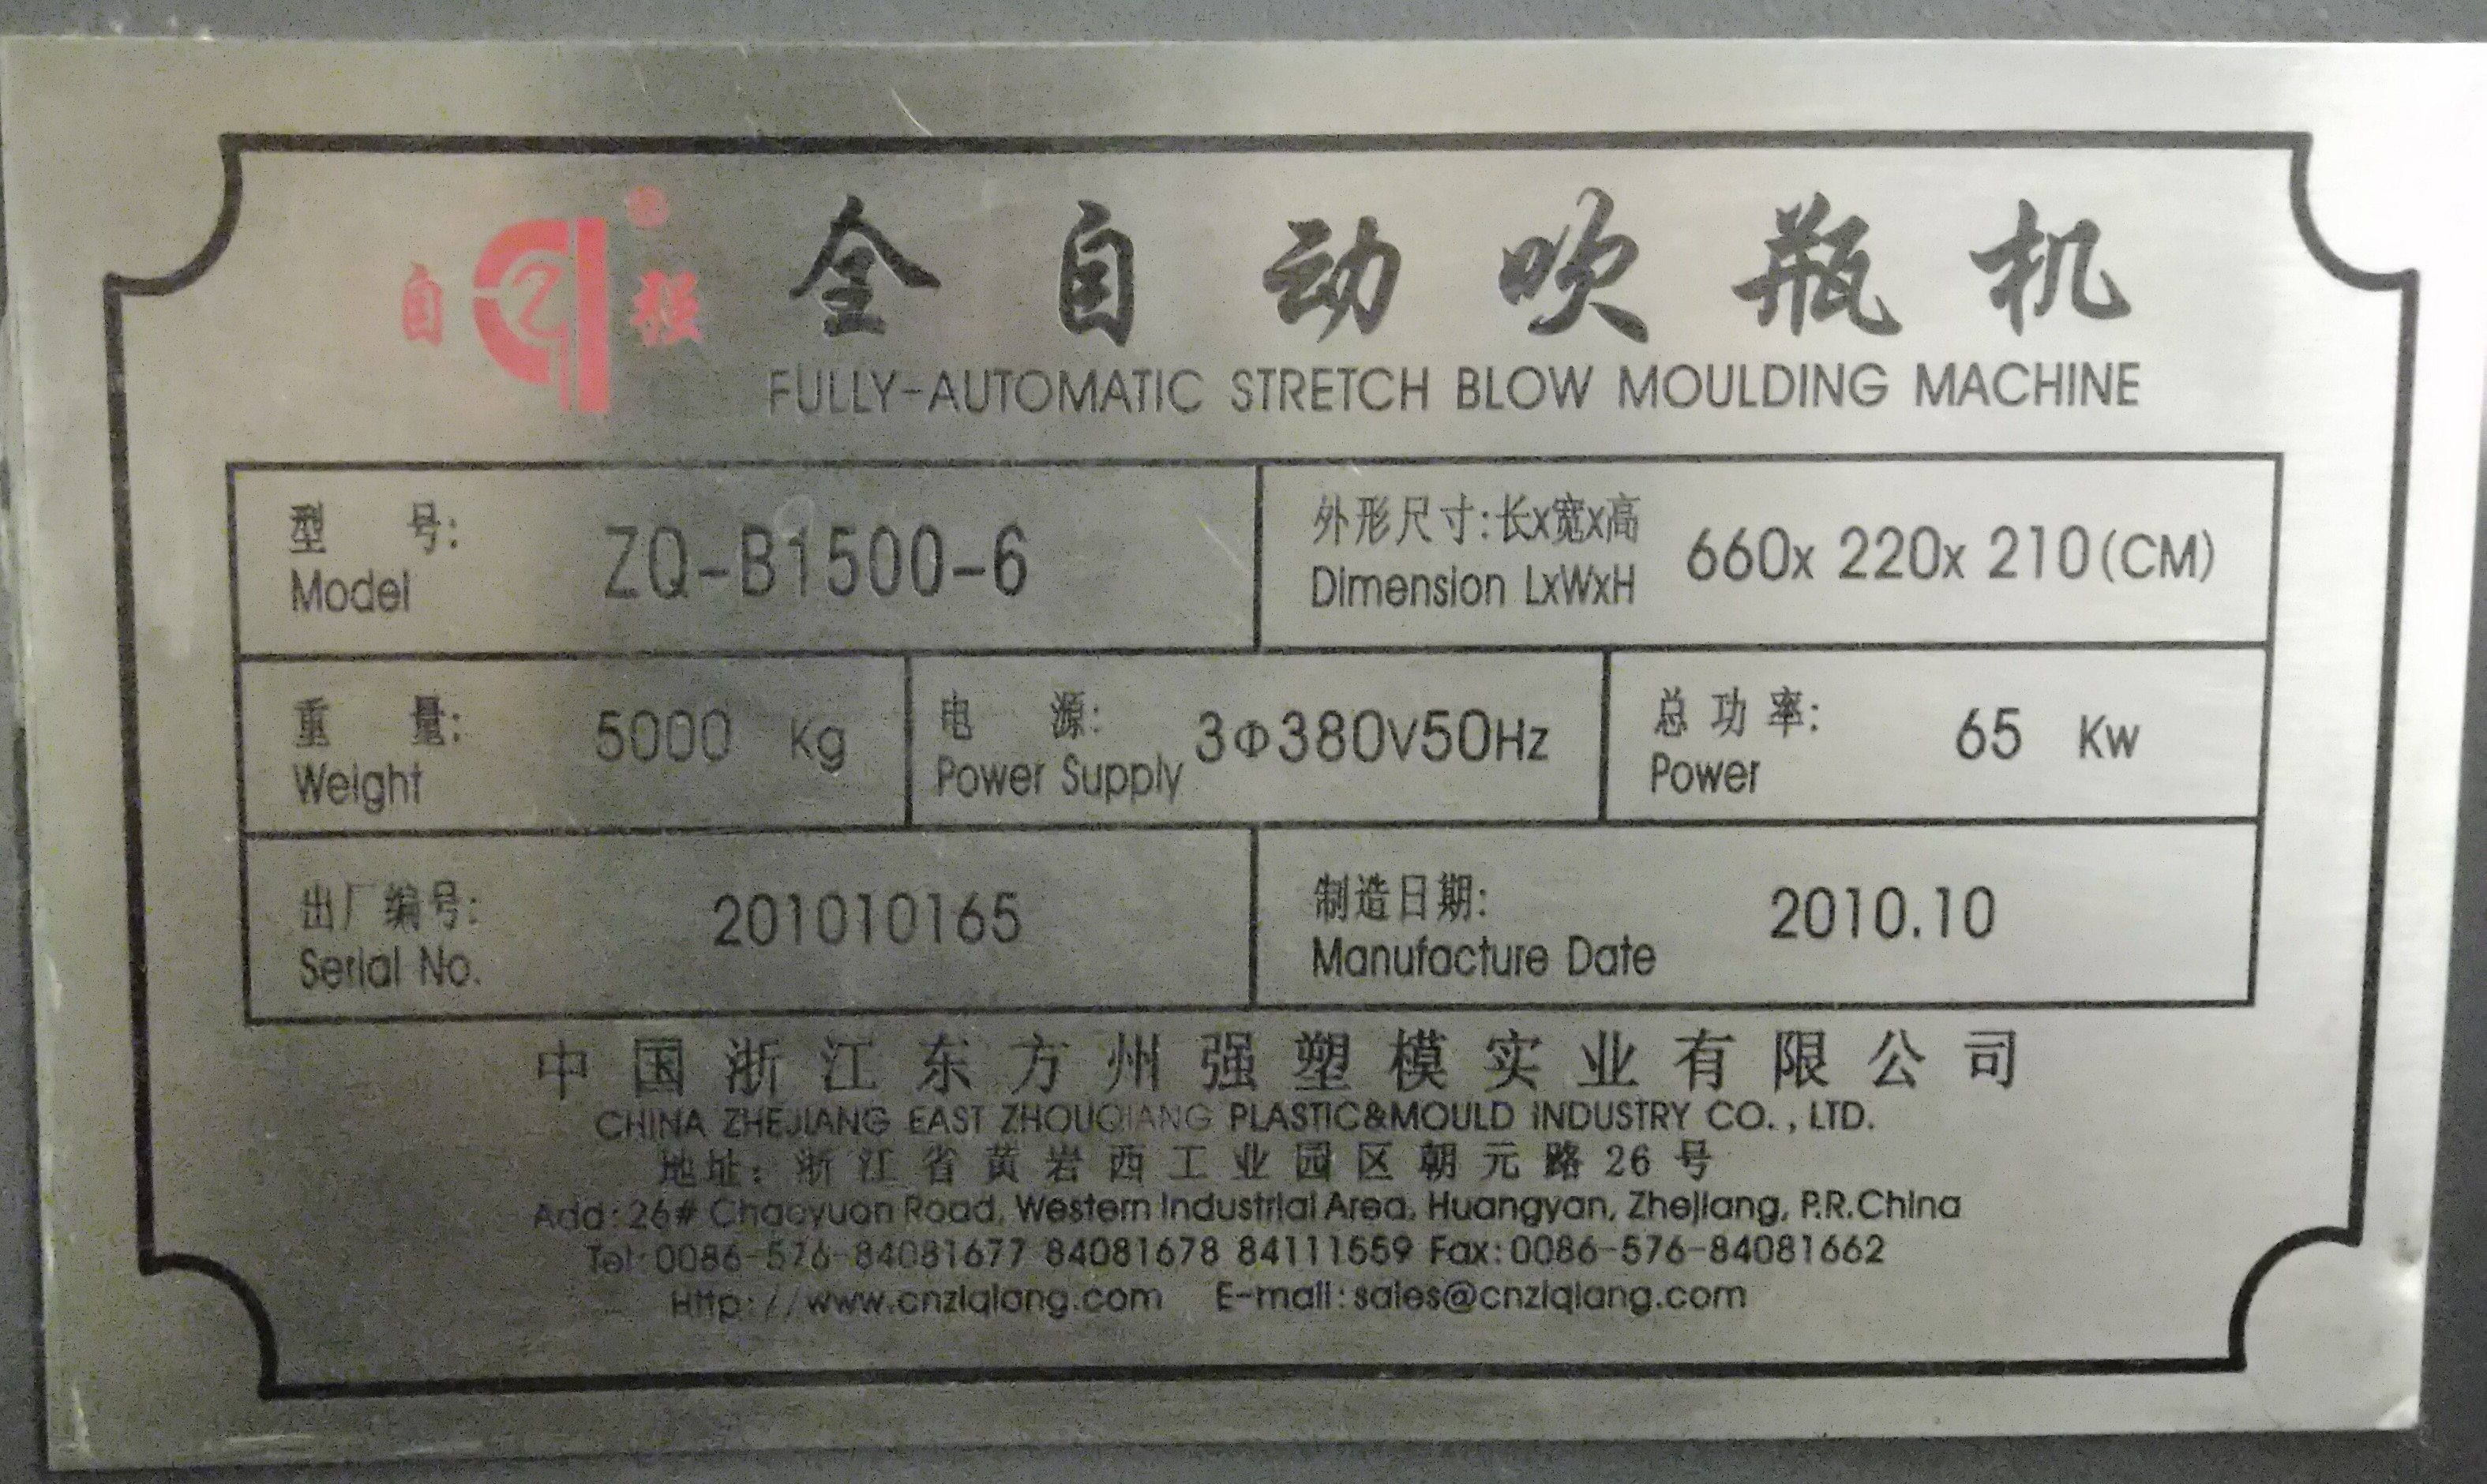 自 强
全自动吹瓶机
FULLY-AUTOMATIC STRETCH BLOW MOULDING MACHINE
型 号: ZQ-B1500-6
Model
外形尺寸:长x宽x高 660x 220x 210(CM)
Dimension LxWxH
重 量: 5000 Kg
Weight
电 源: 3Φ380V50Hz
Power Supply
总功率: 65 Kw
Power
出厂编号: 201010165
Serial No.
制造日期: 2010.10
Manufacture Date
中国浙江东方州强塑模实业有限公司
CHINA ZHEJIANG EAST ZHOUQIANG PLASTIC&MOULD INDUSTRY CO., LTD.
地址: 浙江省黄岩西工业园区朝元路26号
Add:26# Chaoyuan Road, Western Industrial Area, Huangyan, Zhejiang, P.R.China
Tel:0086-576-84081677 84081678 84111559 Fax:0086-576-84081662
Http://www.cnziqiang.com E-mail:sales@cnziqiang.com